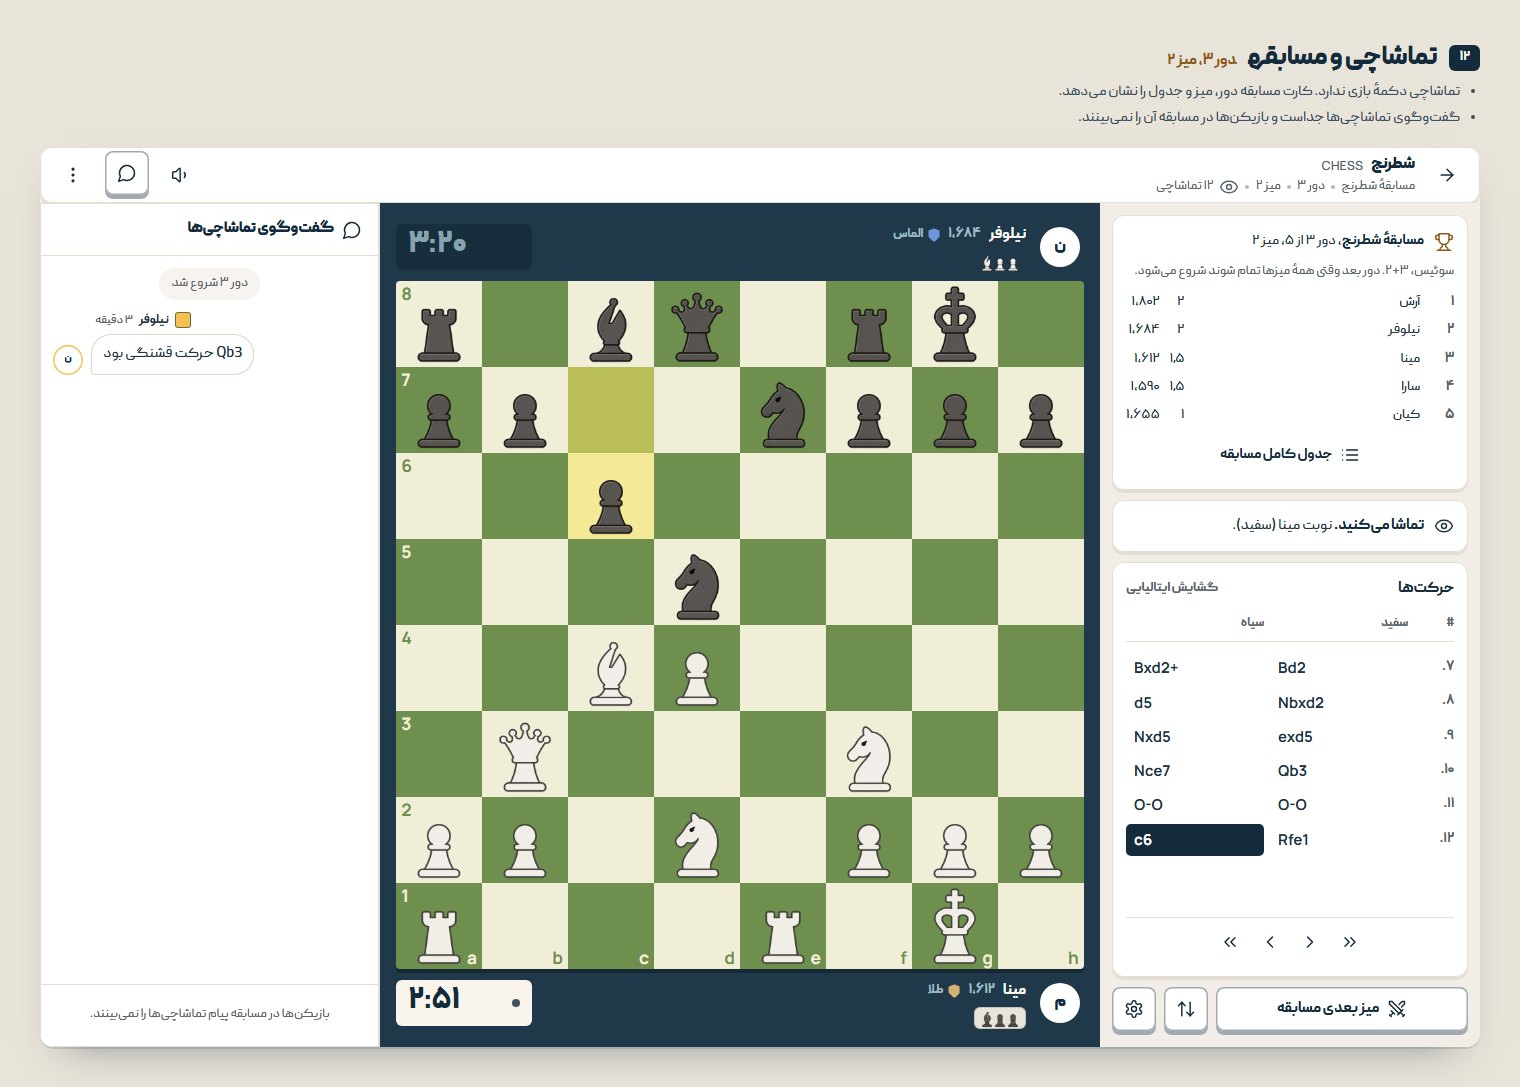 ۱۲ تماشاچی و مسابقه دور ۳، میز ۲
• تماشاچی دکمهٔ بازی ندارد. کارت مسابقه دور، میز و جدول را نشان می‌دهد.
• گفت‌وگوی تماشاچی‌ها جداست و بازیکن‌ها در مسابقه آن را نمی‌بینند.
شطرنج CHESS
مسابقهٔ شطرنج • دور ۳ • میز ۲ • ۱۲ تماشاچی
مسابقهٔ شطرنج، دور ۳ از ۵، میز ۲
سوئیس، ۳+۲. دور بعد وقتی همهٔ میزها تمام شوند شروع می‌شود.
۱ آرش ۲ ۱٬۸۰۲
۲ نیلوفر ۲ ۱٬۶۸۴
۳ مینا ۱٫۵ ۱٬۶۱۲
۴ سارا ۱٫۵ ۱٬۵۹۰
۵ کیان ۱ ۱٬۶۵۵
جدول کامل مسابقه
تماشا می‌کنید. نوبت مینا (سفید).
حرکت‌ها گشایش ایتالیایی
# سفید سیاه
۷. Bd2 Bxd2+
۸. Nbxd2 d5
۹. exd5 Nxd5
۱۰. Qb3 Nce7
۱۱. O-O O-O
۱۲. Rfe1 c6
میز بعدی مسابقه
ن نیلوفر ۱٬۶۸۴ الماس
۳:۲۰
8
7
6
5
4
3
2
1
a b c d e f g h
م مینا ۱٬۶۱۲ طلا
۲:۵۱
گفت‌وگوی تماشاچی‌ها
دور ۳ شروع شد
نیلوفر ۳ دقیقه
ن
Qb3 حرکت قشنگی بود
بازیکن‌ها در مسابقه پیام تماشاچی‌ها را نمی‌بینند.